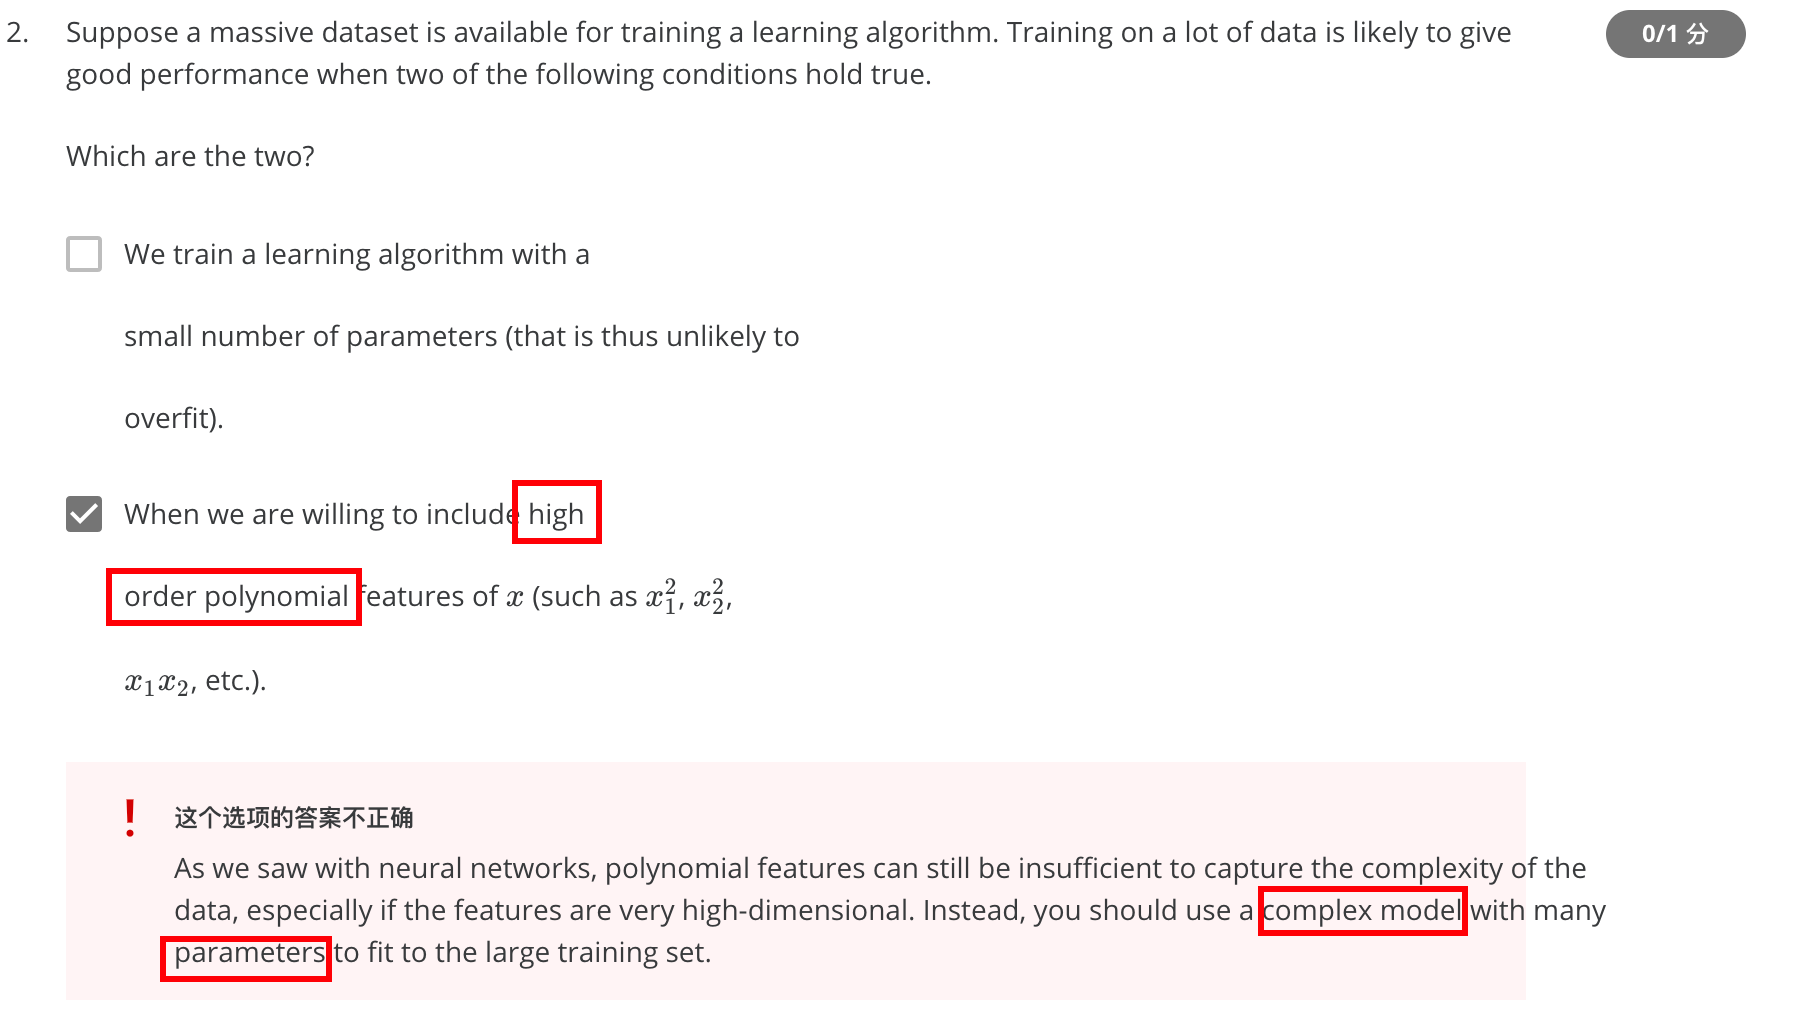 2. Suppose a massive dataset is available for training a learning algorithm. Training on a lot of data is likely to give 0/1 分
good performance when two of the following conditions hold true.
Which are the two?
We train a learning algorithm with a
small number of parameters (that is thus unlikely to
overfit).
When we are willing to include high
order polynomial features of x (such as x₁², x₂²,
x₁x₂, etc.).
! 这个选项的答案不正确
As we saw with neural networks, polynomial features can still be insufficient to capture the complexity of the
data, especially if the features are very high-dimensional. Instead, you should use a complex model with many
parameters to fit to the large training set.